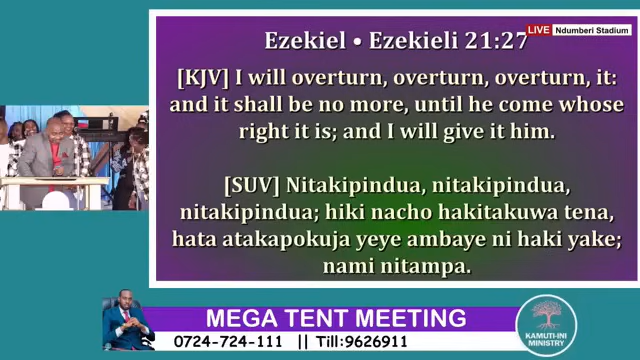 LIVE Ndumberi Stadium
Ezekiel • Ezekieli 21:27
[KJV] I will overturn, overturn, overturn, it:
and it shall be no more, until he come whose
right it is; and I will give it him.
[SUV] Nitakipindua, nitakipindua,
nitakipindua; hiki nacho hakitakuwa tena,
hata atakapokuja yeye ambaye ni haki yake;
nami nitampa.
MEGA TENT MEETING
0724-724-111 || Till:9626911
KAMUTI-INI
MINISTRY